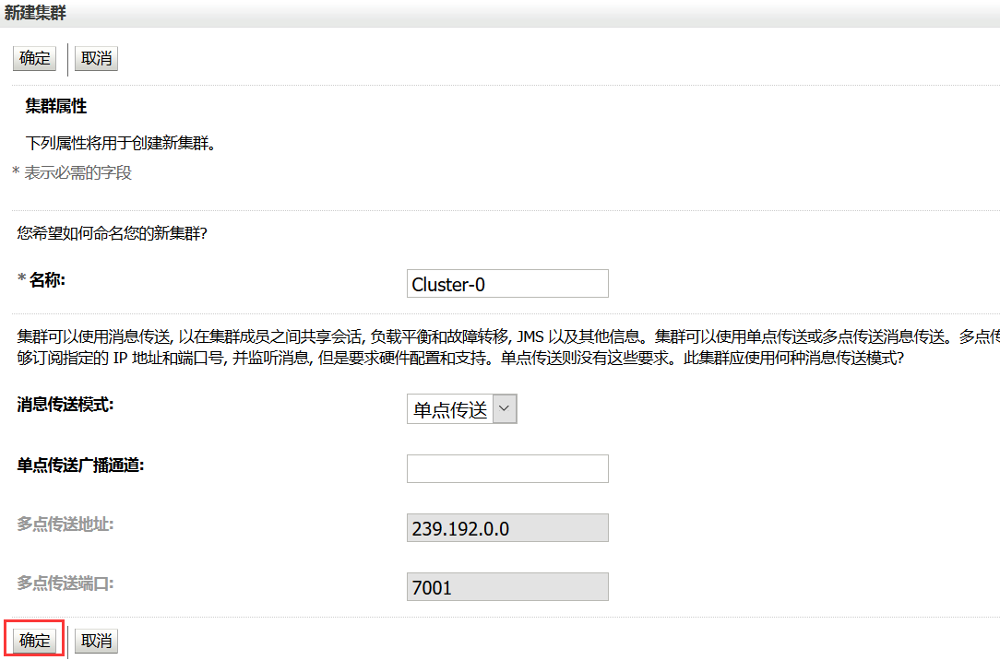 新建集群
确定 取消
集群属性
下列属性将用于创建新集群。
* 表示必需的字段
您希望如何命名您的新集群?
* 名称: Cluster-0
集群可以使用消息传送, 以在集群成员之间共享会话, 负载平衡和故障转移, JMS 以及其他信息。集群可以使用单点传送或多点传送消息传送。多点传
够订阅指定的 IP 地址和端口号, 并监听消息, 但是要求硬件配置和支持。单点传送则没有这些要求。此集群应使用何种消息传送模式?
消息传送模式: 单点传送
单点传送广播通道:
多点传送地址: 239.192.0.0
多点传送端口: 7001
确定 取消